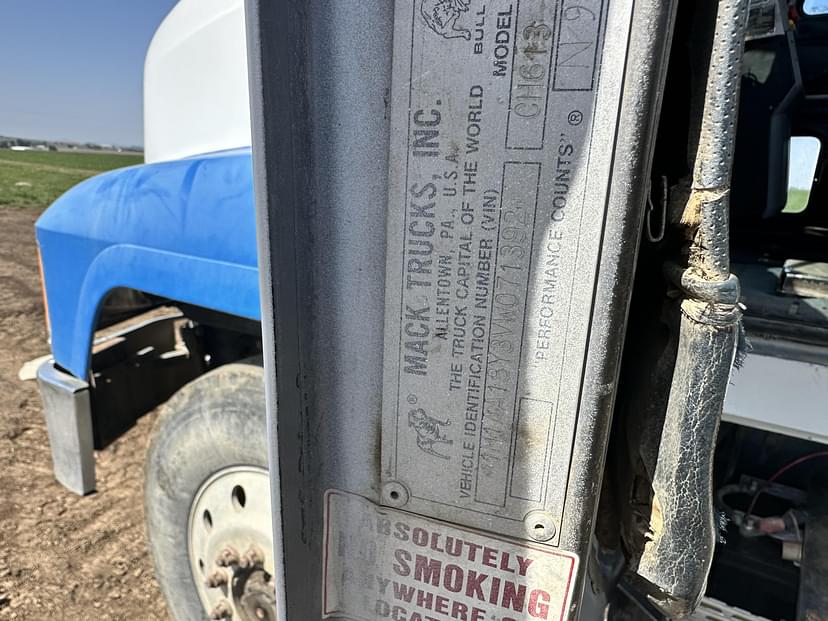 BULL
MODEL
CH613
N/9
MACK TRUCKS, INC.
ALLENTOWN, PA., U.S.A.
THE TRUCK CAPITAL OF THE WORLD
VEHICLE IDENTIFICATION NUMBER (VIN)
"PERFORMANCE COUNTS" ®
®
ABSOLUTELY
NO SMOKING
ANYWHERE